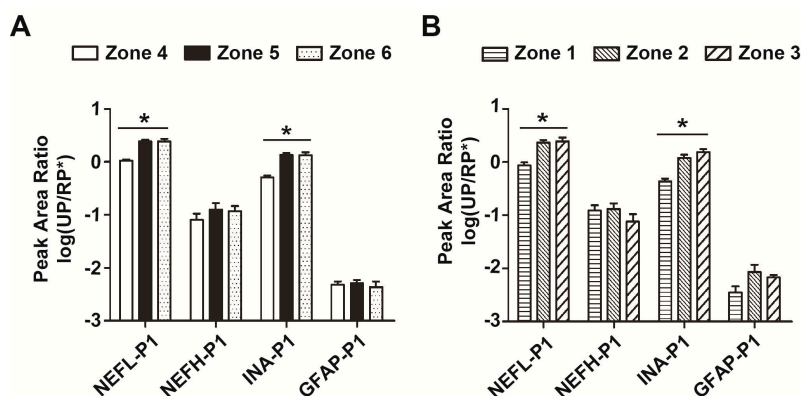 A
Zone 4 Zone 5 Zone 6
Peak Area Ratio
log(UP/RP*)
1
0
-1
-2
-3
*
*
NEFL-P1
NEFH-P1
INA-P1
GFAP-P1
B
Zone 1 Zone 2 Zone 3
Peak Area Ratio
log(UP/RP*)
1
0
-1
-2
-3
*
*
NEFL-P1
NEFH-P1
INA-P1
GFAP-P1